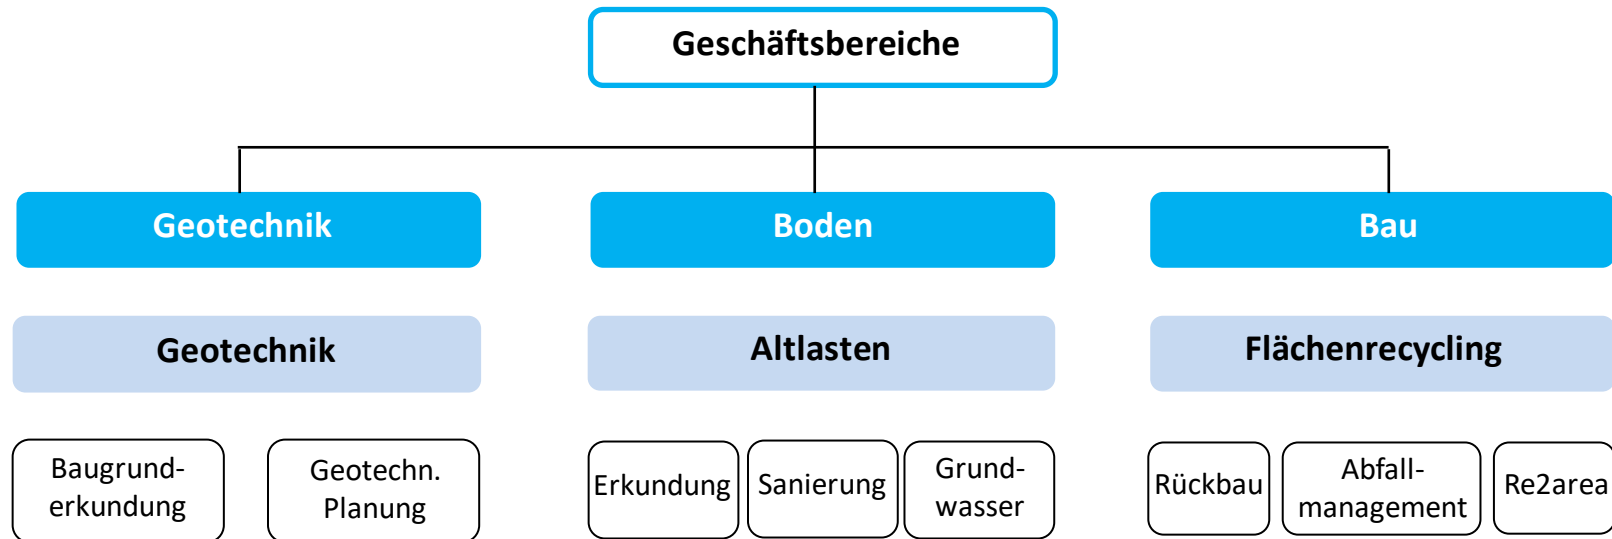 Geschäftsbereiche
Geotechnik
Boden
Bau
Geotechnik
Altlasten
Flächenrecycling
Baugrund-
erkundung
Geotechn.
Planung
Erkundung
Sanierung
Grund-
wasser
Rückbau
Abfall-
management
Re2area